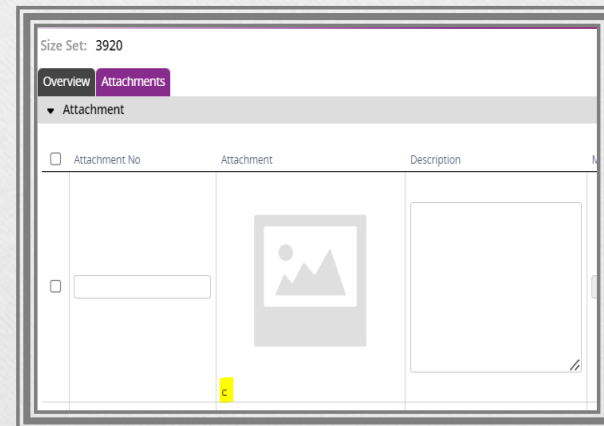 Size Set: 3920
Overview Attachments
Attachment
Attachment No Attachment Description
c